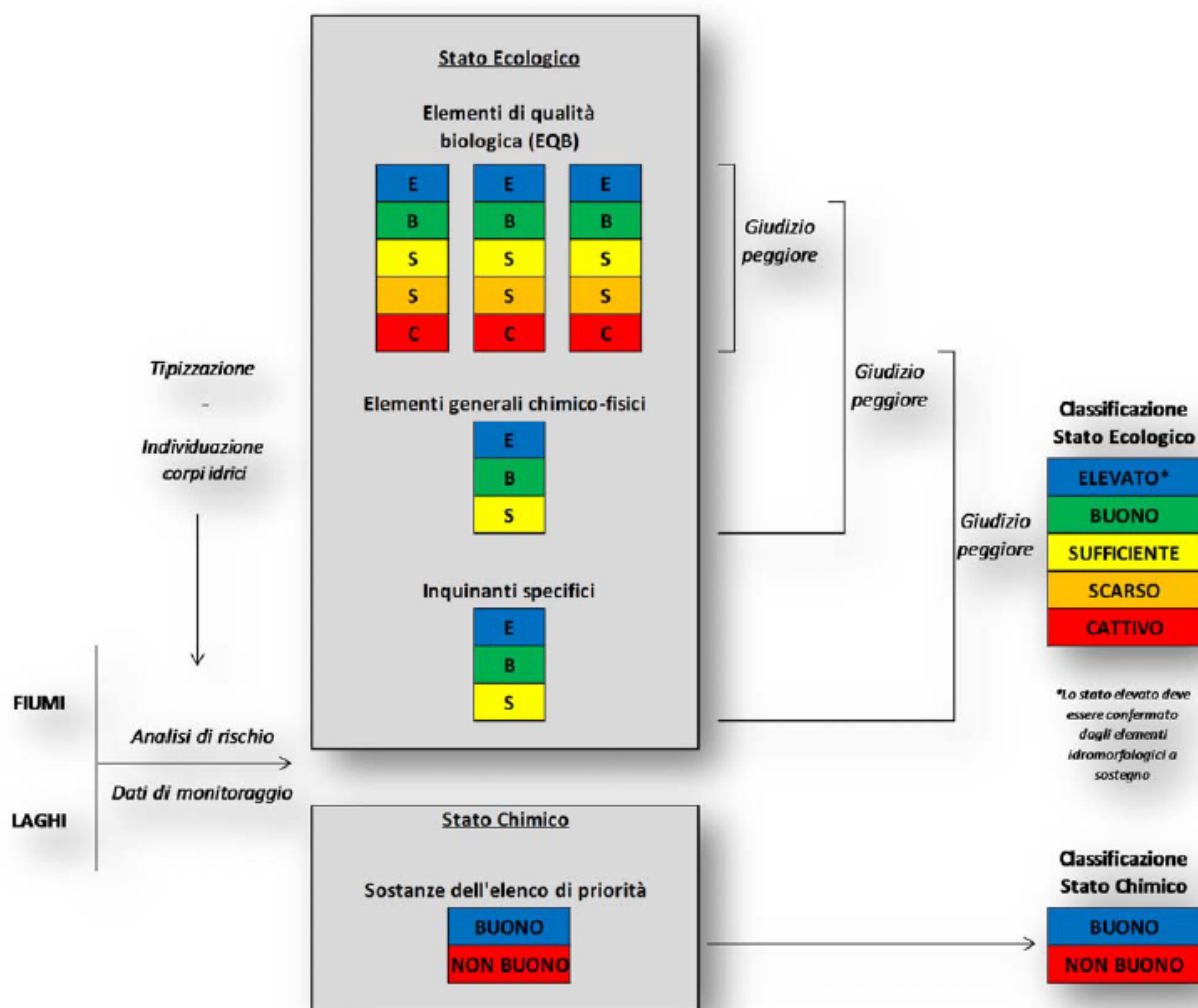 Stato Ecologico
Elementi di qualità
biologica (EQB)
E E E
B B B
S S S
S S S
C C C
Giudizio
peggiore
Tipizzazione
-
Individuazione
corpi idrici
Elementi generali chimico-fisici
E
B
S
Giudizio
peggiore
Inquinanti specifici
E
B
S
Giudizio
peggiore
Classificazione
Stato Ecologico
ELEVATO*
BUONO
SUFFICIENTE
SCARSO
CATTIVO
*Lo stato elevato deve
essere confermato
dagli elementi
idromorfologici a
sostegno
FIUMI
LAGHI
Analisi di rischio
Dati di monitoraggio
Stato Chimico
Sostanze dell'elenco di priorità
BUONO
NON BUONO
Classificazione
Stato Chimico
BUONO
NON BUONO